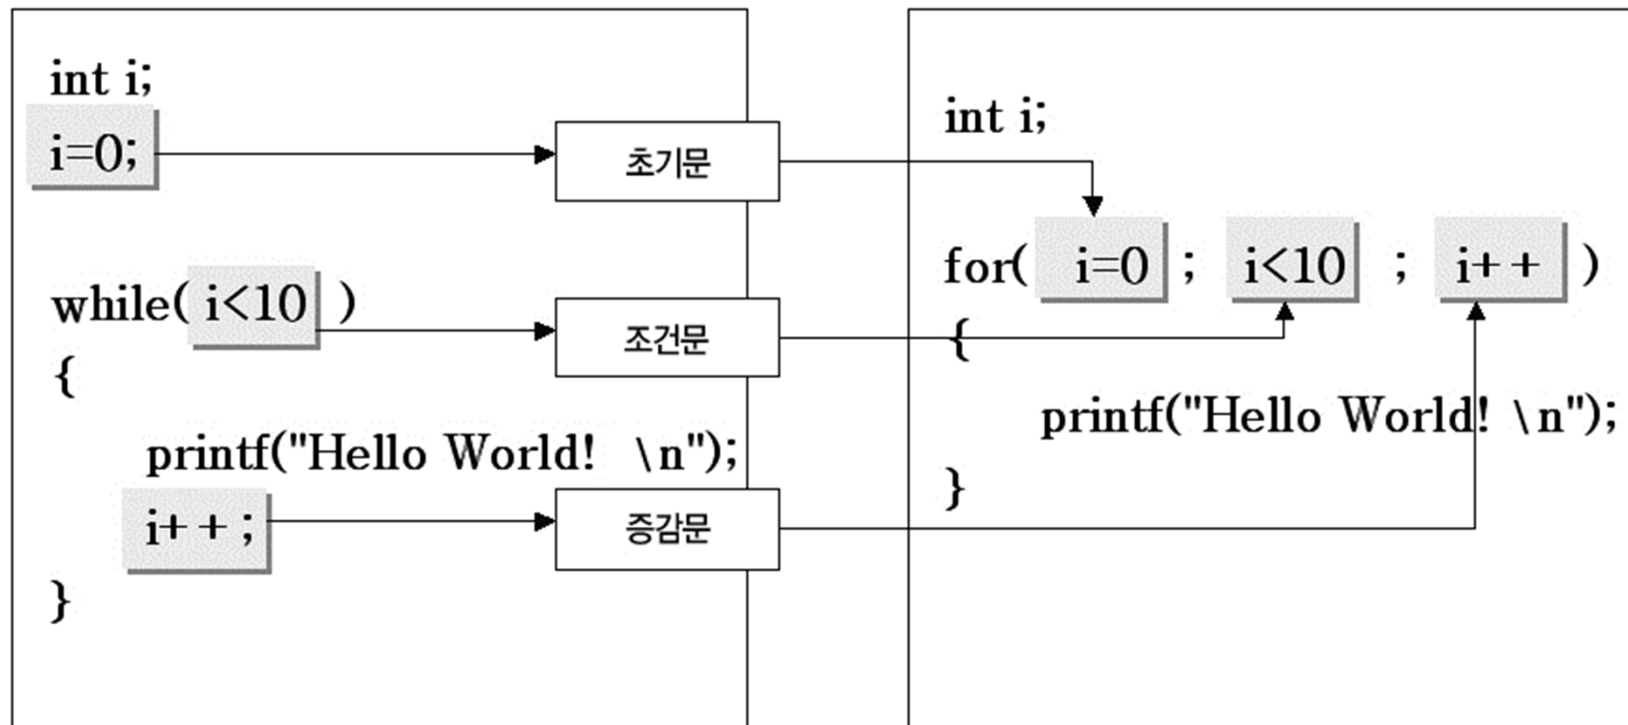 int i;
i=0;
while( i<10 )
{
printf("Hello World! \n");
i++;
}
초기문
조건문
증감문
int i;
for( i=0 ; i<10 ; i++ )
{
printf("Hello World! \n");
}